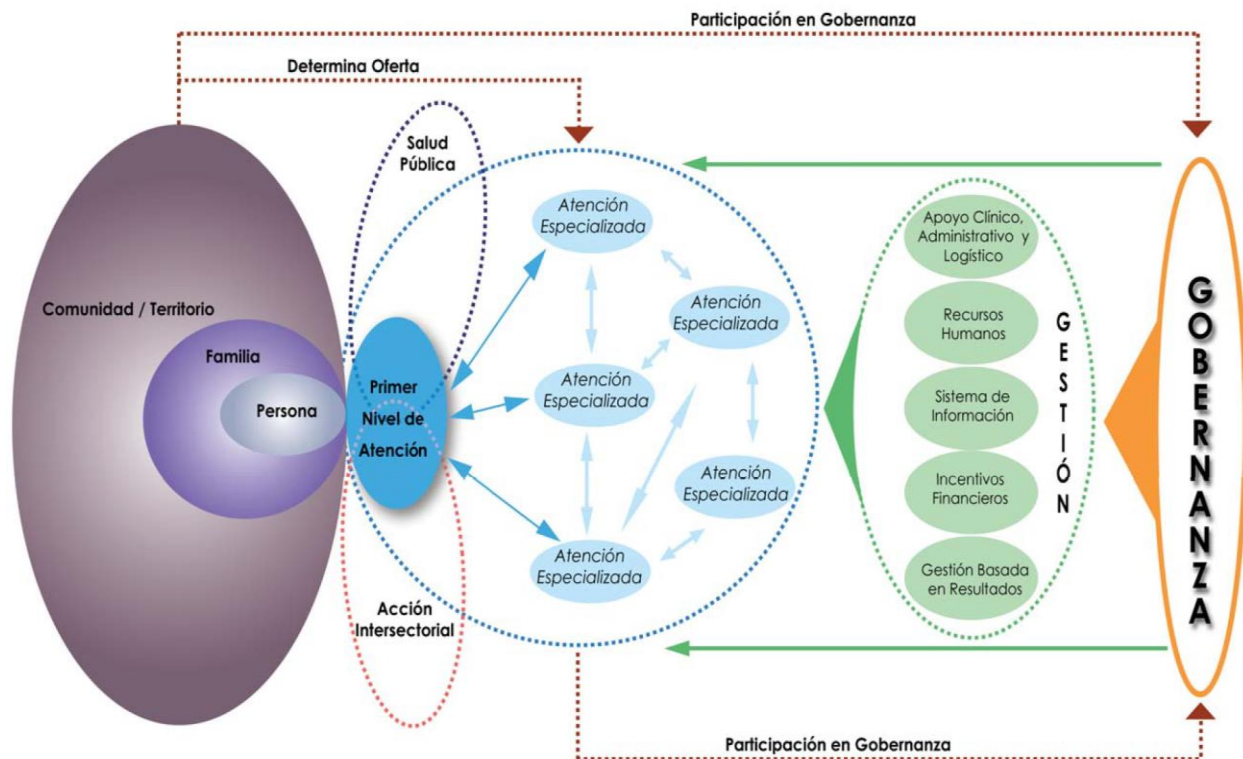 Participación en Gobernanza
Determina Oferta
Salud
Pública
Comunidad / Territorio
Familia
Persona
Primer
Nivel de
Atención
Acción
Intersectorial
Atención
Especializada
Atención
Especializada
Atención
Especializada
Atención
Especializada
Atención
Especializada
Apoyo Clínico,
Administrativo y
Logístico
Recursos
Humanos
Sistema de
Información
Incentivos
Financieros
Gestión Basada
en Resultados
GESTIÓN
GOBERNANZA
Participación en Gobernanza